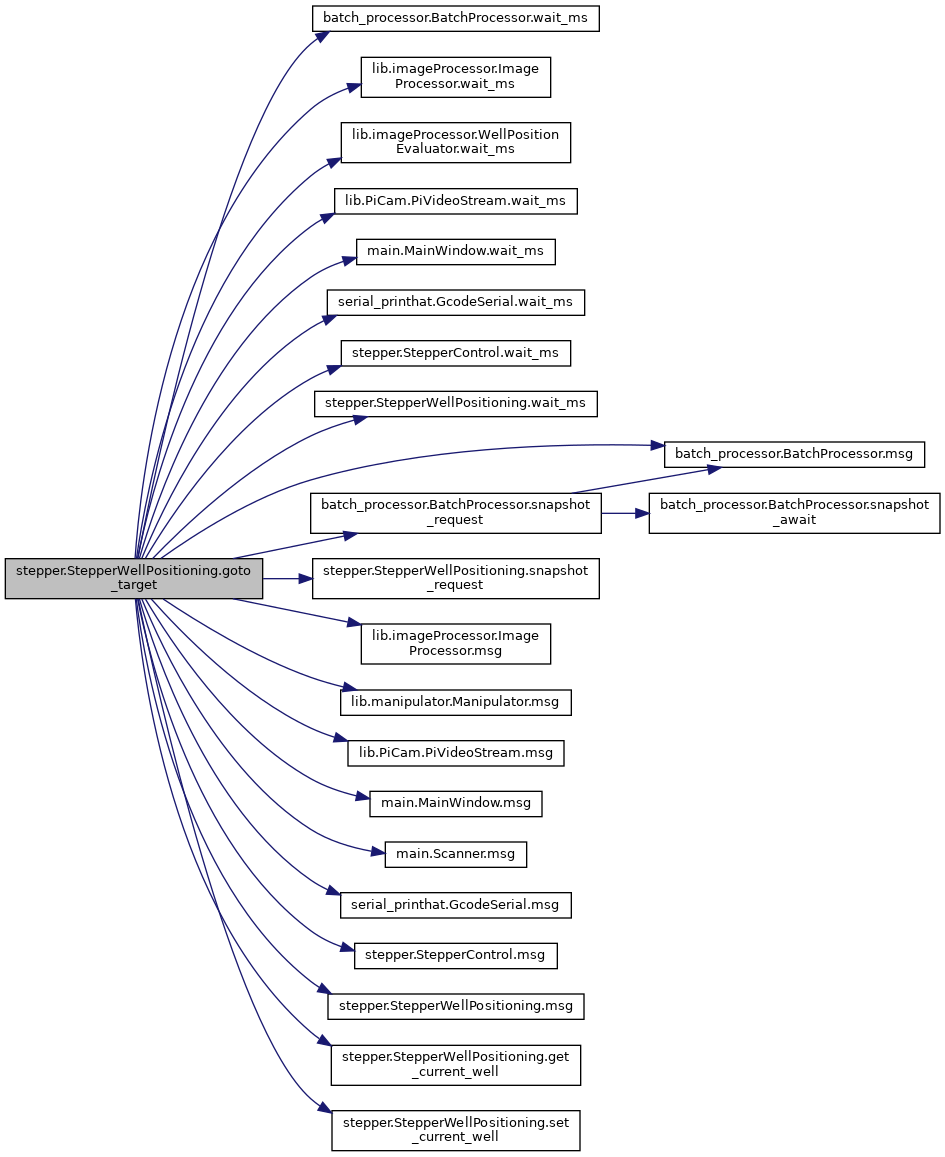 batch_processor.BatchProcessor.wait_ms
lib.imageProcessor.Image
Processor.wait_ms
lib.imageProcessor.WellPosition
Evaluator.wait_ms
lib.PiCam.PiVideoStream.wait_ms
main.MainWindow.wait_ms
serial_printhat.GcodeSerial.wait_ms
stepper.StepperControl.wait_ms
stepper.StepperWellPositioning.wait_ms
batch_processor.BatchProcessor.msg
batch_processor.BatchProcessor.snapshot
_request
batch_processor.BatchProcessor.snapshot
_await
stepper.StepperWellPositioning.goto
_target
stepper.StepperWellPositioning.snapshot
_request
lib.imageProcessor.Image
Processor.msg
lib.manipulator.Manipulator.msg
lib.PiCam.PiVideoStream.msg
main.MainWindow.msg
main.Scanner.msg
serial_printhat.GcodeSerial.msg
stepper.StepperControl.msg
stepper.StepperWellPositioning.msg
stepper.StepperWellPositioning.get
_current_well
stepper.StepperWellPositioning.set
_current_well